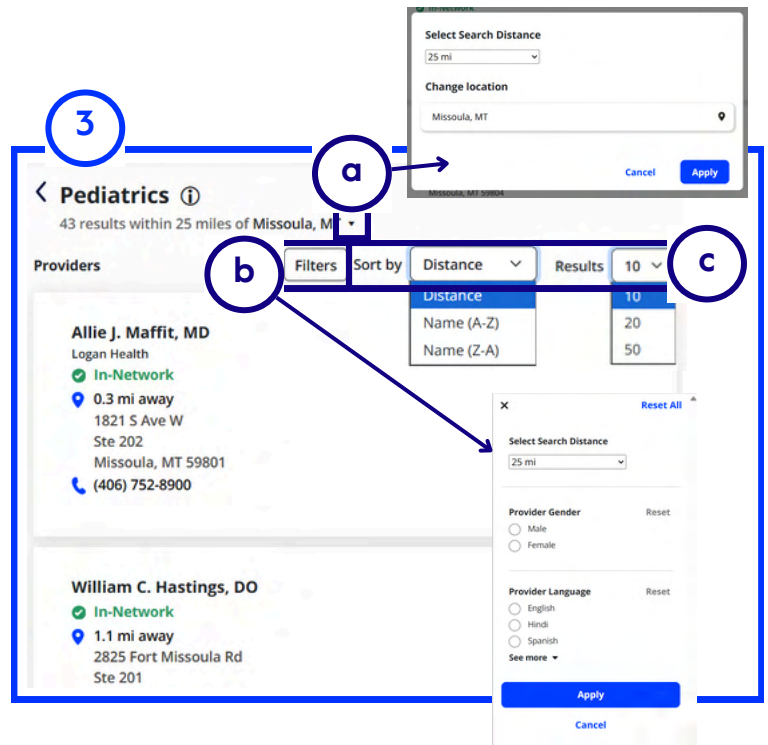 In-Network
Select Search Distance
25 mi
Change location
Missoula, MT
Cancel Apply
Missoula, MT 59804
3
a
Pediatrics
43 results within 25 miles of Missoula, MT
b
c
Providers Filters Sort by Distance Results 10
Distance
Name (A-Z)
Name (Z-A)
10
20
50
Allie J. Maffit, MD
Logan Health
In-Network
0.3 mi away
1821 S Ave W
Ste 202
Missoula, MT 59801
(406) 752-8900
William C. Hastings, DO
In-Network
1.1 mi away
2825 Fort Missoula Rd
Ste 201
Reset All
Select Search Distance
25 mi
Provider Gender Reset
Male
Female
Provider Language Reset
English
Hindi
Spanish
See more
Apply
Cancel